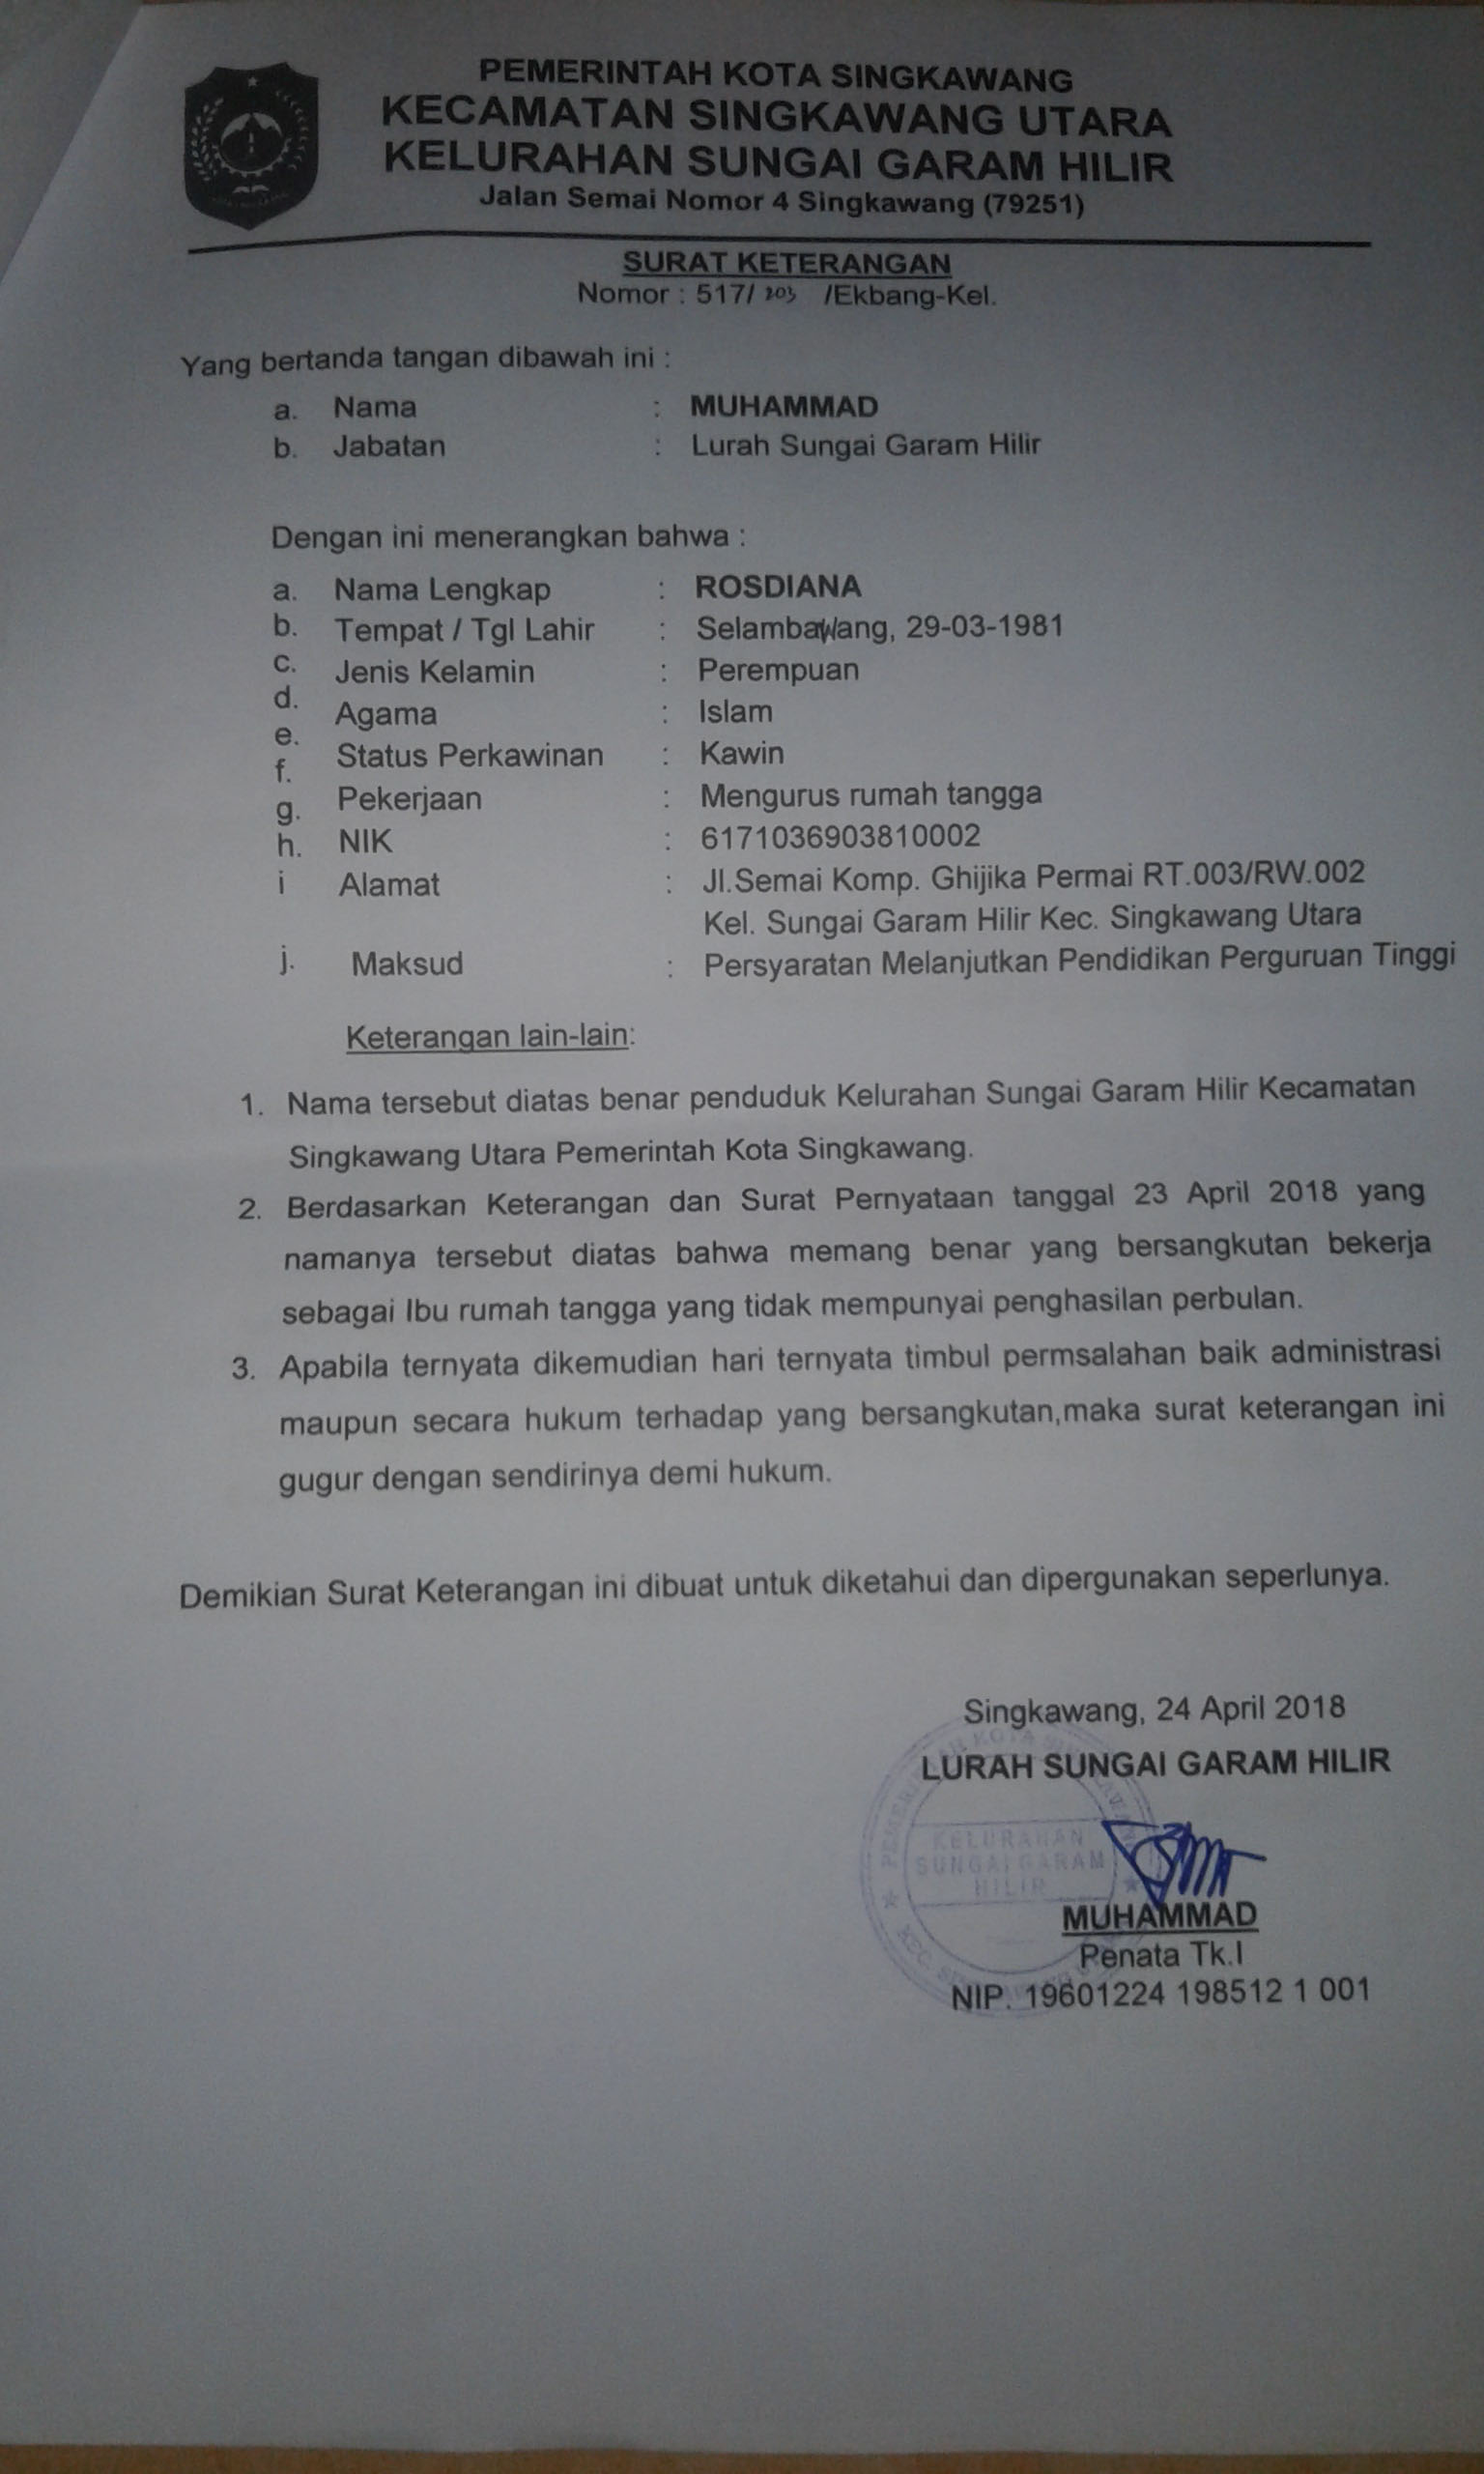 PEMERINTAH KOTA SINGKAWANG
KECAMATAN SINGKAWANG UTARA
KELURAHAN SUNGAI GARAM HILIR
Jalan Semai Nomor 4 Singkawang (79251)
SURAT KETERANGAN
Nomor : 517/ 203 /Ekbang-Kel.
Yang bertanda tangan dibawah ini :
a. Nama : MUHAMMAD
b. Jabatan : Lurah Sungai Garam Hilir
Dengan ini menerangkan bahwa :
a. Nama Lengkap : ROSDIANA
b. Tempat / Tgl Lahir : Selambawang, 29-03-1981
c. Jenis Kelamin : Perempuan
d. Agama : Islam
e. Status Perkawinan : Kawin
f. Pekerjaan : Mengurus rumah tangga
g. NIK : 6171036903810002
h. Alamat : Jl.Semai Komp. Ghijika Permai RT.003/RW.002
i Kel. Sungai Garam Hilir Kec. Singkawang Utara
j. Maksud : Persyaratan Melanjutkan Pendidikan Perguruan Tinggi
Keterangan lain-lain:
1. Nama tersebut diatas benar penduduk Kelurahan Sungai Garam Hilir Kecamatan
Singkawang Utara Pemerintah Kota Singkawang.
2. Berdasarkan Keterangan dan Surat Pernyataan tanggal 23 April 2018 yang
namanya tersebut diatas bahwa memang benar yang bersangkutan bekerja
sebagai Ibu rumah tangga yang tidak mempunyai penghasilan perbulan.
3. Apabila ternyata dikemudian hari ternyata timbul permsalahan baik administrasi
maupun secara hukum terhadap yang bersangkutan,maka surat keterangan ini
gugur dengan sendirinya demi hukum.
Demikian Surat Keterangan ini dibuat untuk diketahui dan dipergunakan seperlunya.
Singkawang, 24 April 2018
LURAH SUNGAI GARAM HILIR
KELURAHAN
SUNGAI GARAM
HILIR
MUHAMMAD
Penata Tk.I
NIP. 19601224 198512 1 001